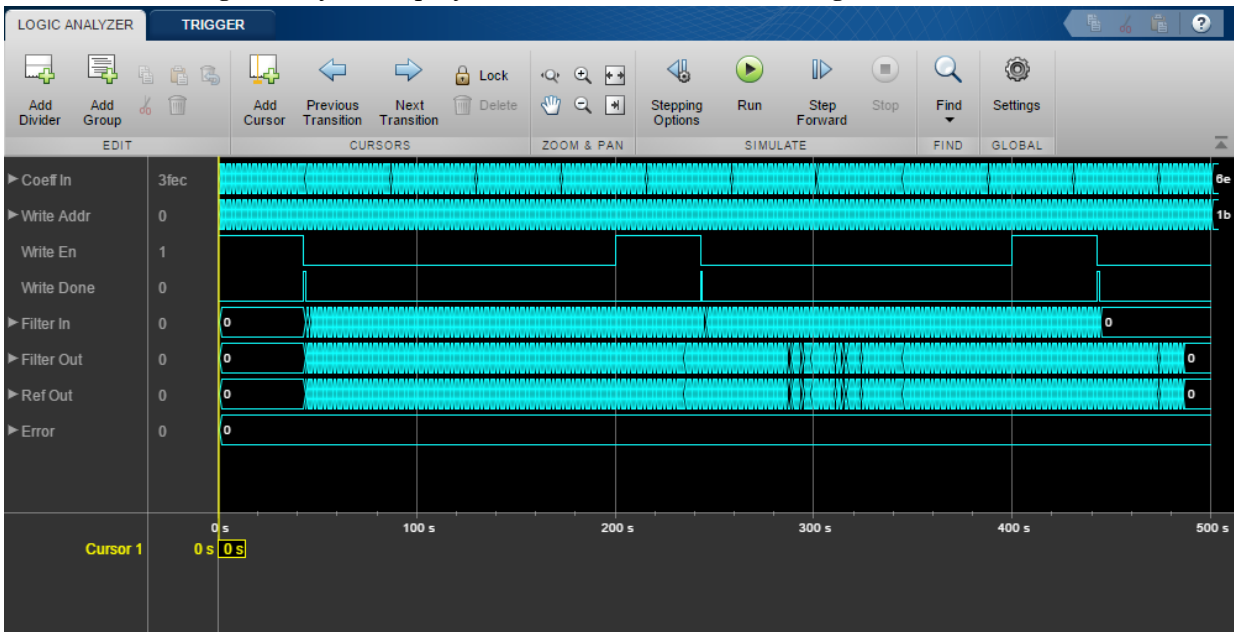 LOGIC ANALYZER TRIGGER
?
Add Divider
Add Group
Add Cursor
Previous Transition
Next Transition
Lock
Delete
Stepping Options
Run
Step Forward
Stop
Find
Settings
EDIT CURSORS ZOOM & PAN SIMULATE FIND GLOBAL
Coeff In 3fec 6e
Write Addr 0 1b
Write En 1
Write Done 0
Filter In 0 0 0
Filter Out 0 0 0
Ref Out 0 0 0
Error 0 0
0 s 100 s 200 s 300 s 400 s 500 s
Cursor 1 0 s 0 s